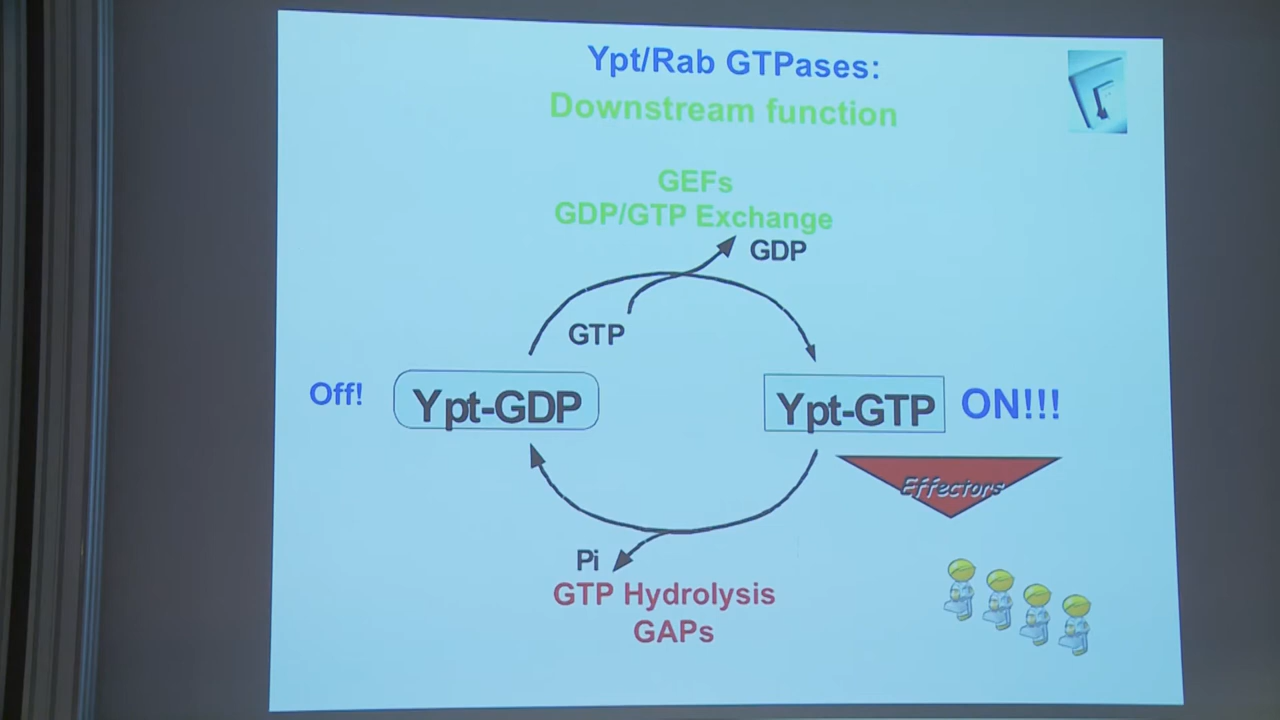 Ypt/Rab GTPases:
Downstream function
GEFs
GDP/GTP Exchange
GDP
GTP
Off!
Ypt-GDP
Ypt-GTP
ON!!!
Effectors
Pi
GTP Hydrolysis
GAPs